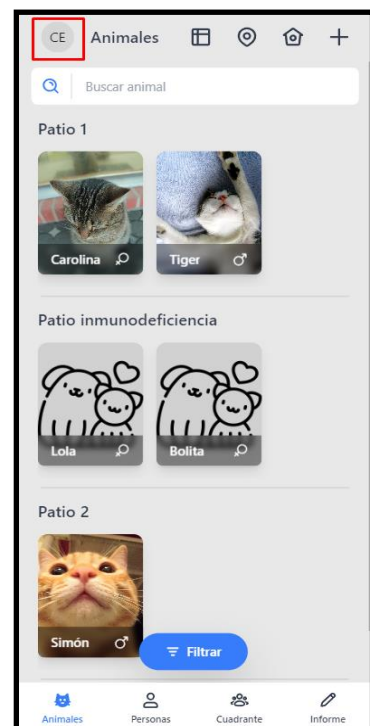 CE Animales
Buscar animal
Patio 1
Carolina Tiger
Patio inmunodeficiencia
Lola Bolita
Patio 2
Simón
Filtrar
Animales Personas Cuadrante Informe